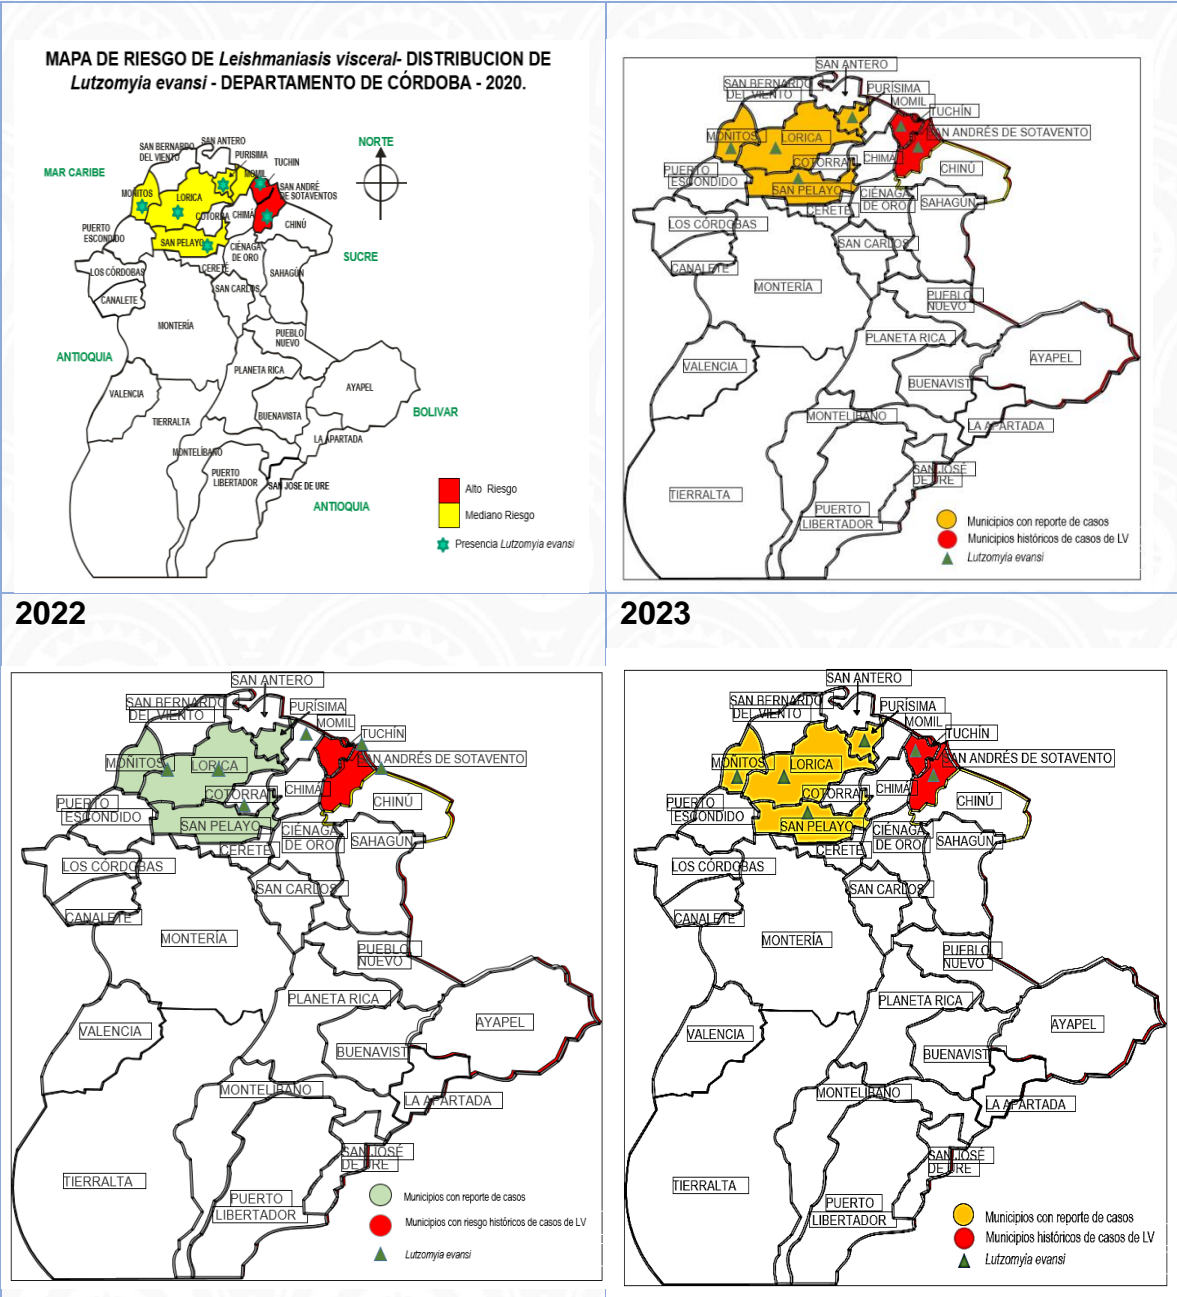 MAPA DE RIESGO DE Leishmaniasis visceral- DISTRIBUCION DE
Lutzomyia evansi - DEPARTAMENTO DE CÓRDOBA - 2020.
NORTE
MAR CARIBE
SAN ANTERO
SAN BERNARDO
DEL VIENTO
PURISIMA
TUCHIN
MOMIL
SAN ANDRÉ
DE SOTAVENTOS
MOÑITOS
LORICA
COTORRA
CHIMÁ
CHINÚ
PUERTO
ESCONDIDO
SAN PELAYO
CIÉNAGA
DE ORO
SUCRE
CERETÉ
SAHAGÚN
LOS CÓRDOBAS
SAN CARLOS
CANALETE
MONTERÍA
PUEBLO
NUEVO
ANTIOQUIA
PLANETA RICA
VALENCIA
AYAPEL
TIERRALTA
BUENAVISTA
BOLIVAR
LA APARTADA
MONTELÍBANO
PUERTO
LIBERTADOR
SAN JOSE DE URE
ANTIOQUIA
Alto Riesgo
Mediano Riesgo
Presencia Lutzomyia evansi
SAN ANTERO
SAN BERNARDO
DEL VIENTO
PURÍSIMA
MOMIL
TUCHÍN
SAN ANDRÉS DE SOTAVENTO
MOÑITOS
LORICA
COTORRA
CHIMÁ
CHINÚ
PUERTO
ESCONDIDO
SAN PELAYO
CIÉNAGA
DE ORO
SAHAGÚN
CERETÉ
LOS CÓRDOBAS
SAN CARLOS
CANALETE
MONTERÍA
PUEBLO
NUEVO
PLANETA RICA
AYAPEL
VALENCIA
BUENAVIST
MONTELÍBANO
LA APARTADA
SAN JOSÉ
DE URE
TIERRALTA
PUERTO
LIBERTADOR
Municipios con reporte de casos
Municipios históricos de casos de LV
Lutzomyia evansi
2022
SAN ANTERO
SAN BERNARDO
DEL VIENTO
PURÍSIMA
MOMIL
TUCHÍN
SAN ANDRÉS DE SOTAVENTO
MOÑITOS
LORICA
COTORRA
CHIMÁ
CHINÚ
PUERTO
ESCONDIDO
SAN PELAYO
CIÉNAGA
DE ORO
SAHAGÚN
CERETÉ
LOS CÓRDOBAS
SAN CARLOS
CANALETE
MONTERÍA
PUEBLO
NUEVO
PLANETA RICA
AYAPEL
VALENCIA
BUENAVIST
MONTELÍBANO
LA APARTADA
SAN JOSÉ
DE URE
TIERRALTA
PUERTO
LIBERTADOR
Municipios con reporte de casos
Municipios con riesgo históricos de casos de LV
Lutzomyia evansi
2023
SAN ANTERO
SAN BERNARDO
DEL VIENTO
PURÍSIMA
MOMIL
TUCHÍN
SAN ANDRÉS DE SOTAVENTO
MOÑITOS
LORICA
COTORRA
CHIMÁ
CHINÚ
PUERTO
ESCONDIDO
SAN PELAYO
CIÉNAGA
DE ORO
SAHAGÚN
CERETÉ
LOS CÓRDOBAS
SAN CARLOS
CANALETE
MONTERÍA
PUEBLO
NUEVO
PLANETA RICA
AYAPEL
VALENCIA
BUENAVIST
MONTELÍBANO
LA APARTADA
SAN JOSÉ
DE URE
TIERRALTA
PUERTO
LIBERTADOR
Municipios con reporte de casos
Municipios históricos de casos de LV
Lutzomyia evansi